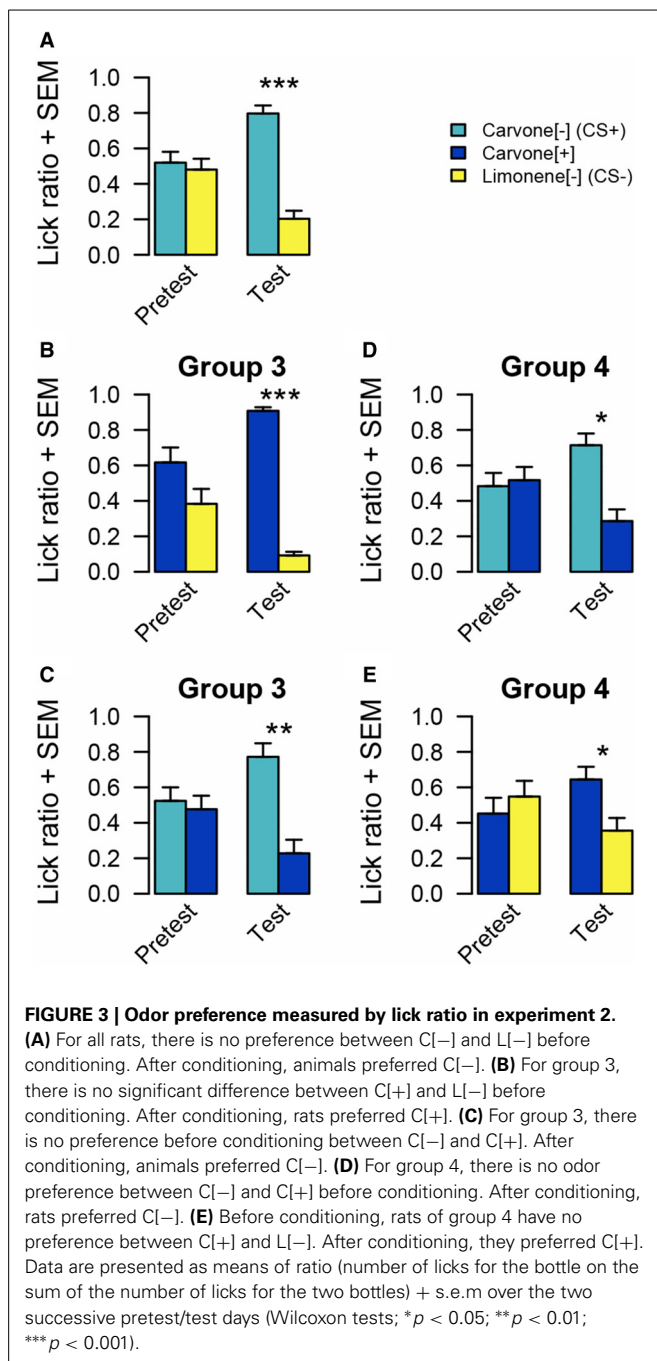 A
***
Lick ratio + SEM
1.0
0.8
0.6
0.4
0.2
0.0
Pretest
Test
Carvone[-] (CS+)
Carvone[+]
Limonene[-] (CS-)
B
Group 3
***
Lick ratio + SEM
1.0
0.8
0.6
0.4
0.2
0.0
Pretest
Test
D
Group 4
*
Lick ratio + SEM
1.0
0.8
0.6
0.4
0.2
0.0
Pretest
Test
C
Group 3
**
Lick ratio + SEM
1.0
0.8
0.6
0.4
0.2
0.0
Pretest
Test
E
Group 4
*
Lick ratio + SEM
1.0
0.8
0.6
0.4
0.2
0.0
Pretest
Test
FIGURE 3 | Odor preference measured by lick ratio in experiment 2.
(A) For all rats, there is no preference between C[−] and L[−] before
conditioning. After conditioning, animals preferred C[−]. (B) For group 3,
there is no significant difference between C[+] and L[−] before
conditioning. After conditioning, rats preferred C[+]. (C) For group 3, there
is no preference before conditioning between C[−] and C[+]. After
conditioning, animals preferred C[−]. (D) For group 4, there is no odor
preference between C[−] and C[+] before conditioning. After conditioning,
rats preferred C[−]. (E) Before conditioning, rats of group 4 have no
preference between C[+] and L[−]. After conditioning, they preferred C[+].
Data are presented as means of ratio (number of licks for the bottle on the
sum of the number of licks for the two bottles) + s.e.m over the two
successive pretest/test days (Wilcoxon tests; *p < 0.05; **p < 0.01;
***p < 0.001).